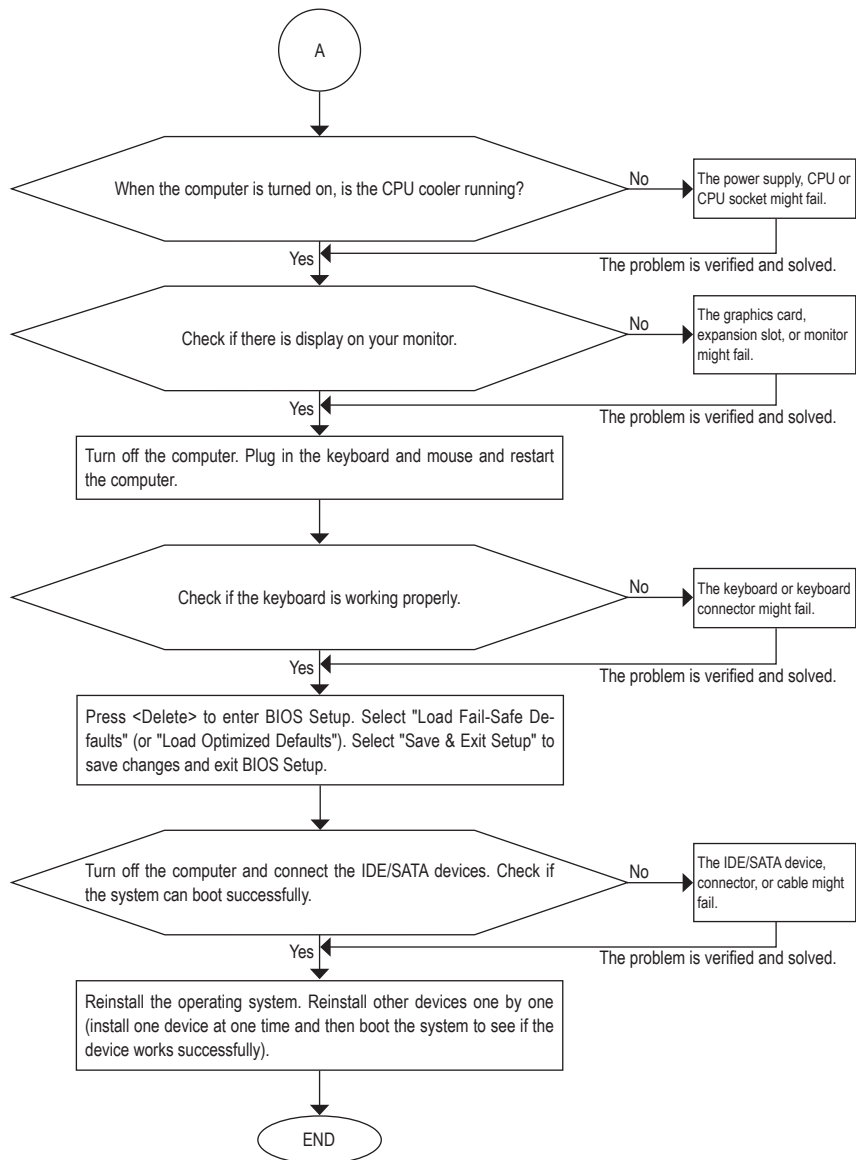 A
When the computer is turned on, is the CPU cooler running?
No
The power supply, CPU or
CPU socket might fail.
Yes
The problem is verified and solved.
Check if there is display on your monitor.
No
The graphics card,
expansion slot, or monitor
might fail.
Yes
The problem is verified and solved.
Turn off the computer. Plug in the keyboard and mouse and restart
the computer.
Check if the keyboard is working properly.
No
The keyboard or keyboard
connector might fail.
Yes
The problem is verified and solved.
Press <Delete> to enter BIOS Setup. Select "Load Fail-Safe De-
faults" (or "Load Optimized Defaults"). Select "Save & Exit Setup" to
save changes and exit BIOS Setup.
Turn off the computer and connect the IDE/SATA devices. Check if
the system can boot successfully.
No
The IDE/SATA device,
connector, or cable might
fail.
Yes
The problem is verified and solved.
Reinstall the operating system. Reinstall other devices one by one
(install one device at one time and then boot the system to see if the
device works successfully).
END